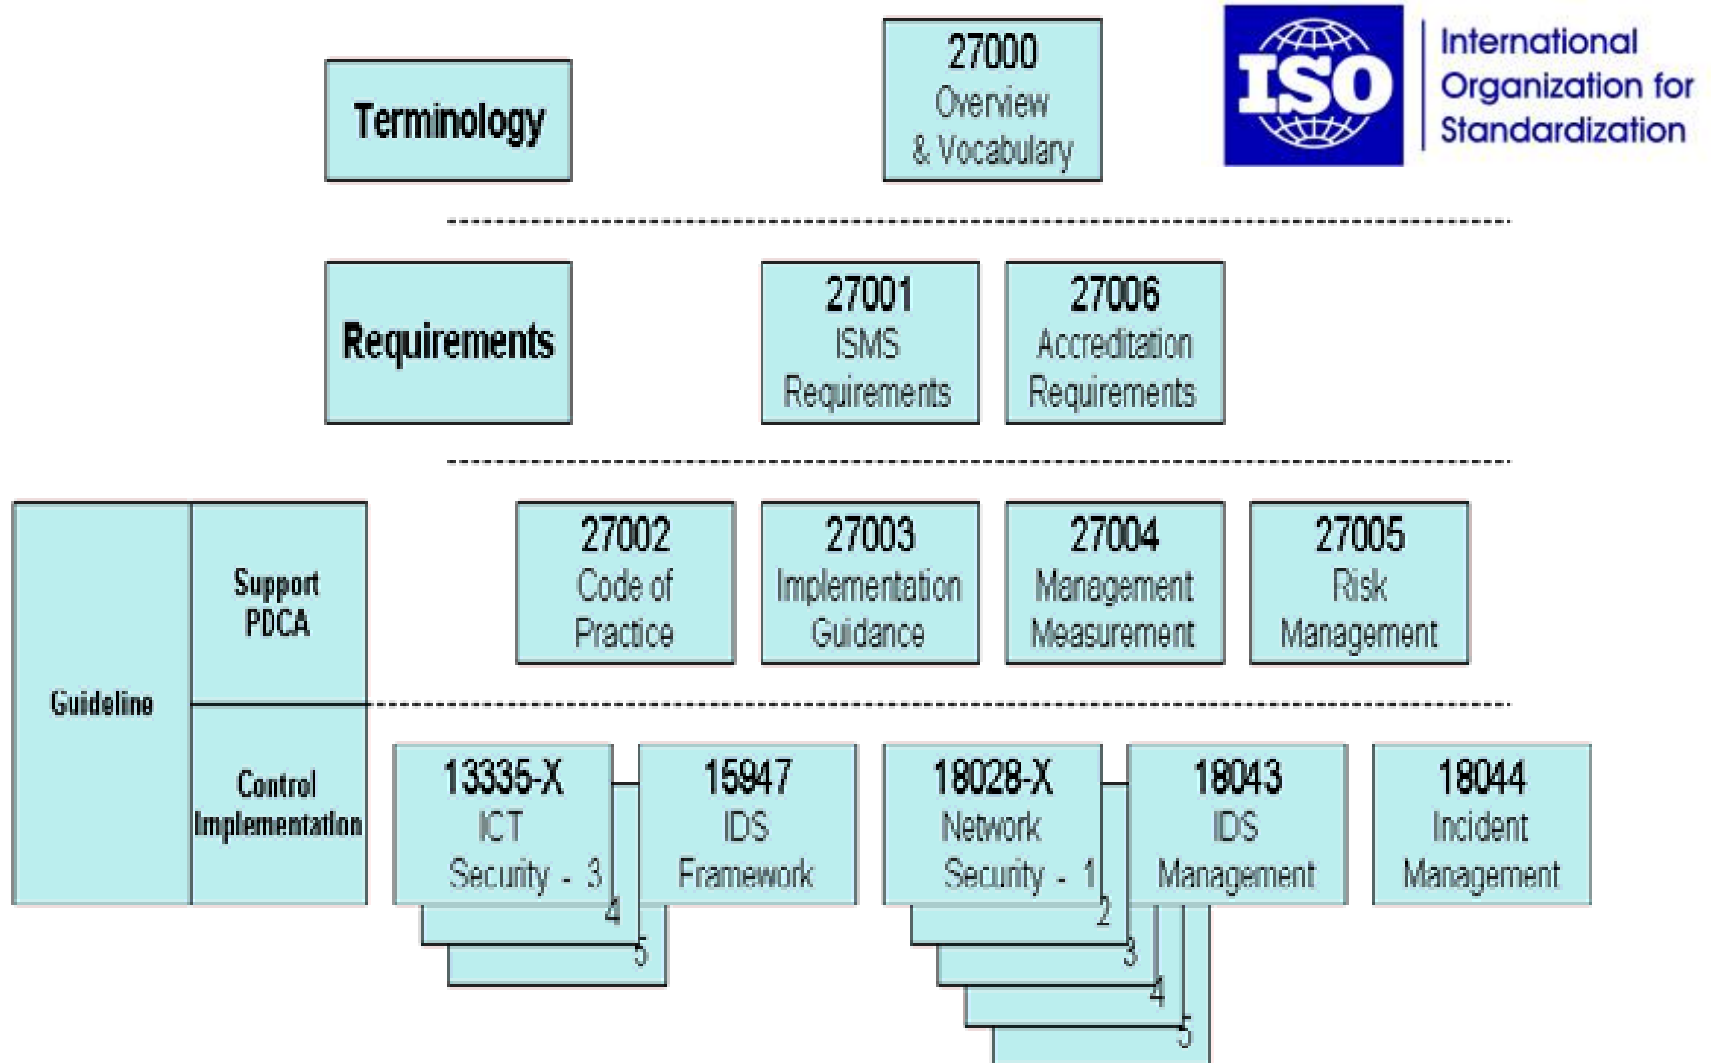 27000
Overview
& Vocabulary
ISO
International
Organization for
Standardization
Terminology
Requirements
27001
ISMS
Requirements
27006
Accreditation
Requirements
Guideline
Support
PDCA
27002
Code of
Practice
27003
Implementation
Guidance
27004
Management
Measurement
27005
Risk
Management
Control
Implementation
13335-X
ICT
Security - 3
4
5
15947
IDS
Framework
18028-X
Network
Security - 1
2
3
4
5
18043
IDS
Management
18044
Incident
Management